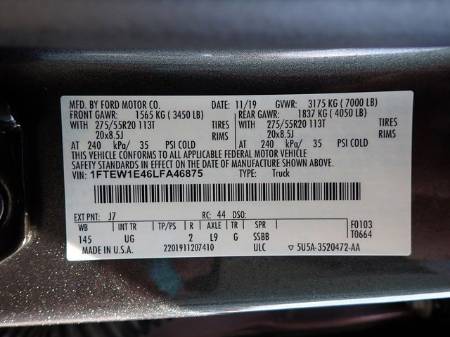 MFD. BY FORD MOTOR CO. 11/19 GVWR: 3175 KG ( 7000 LB)
FRONT GAWR: 1565 KG ( 3450 LB) REAR GAWR: 1837 KG ( 4050 LB)
WITH 275/55R20 113T TIRES WITH 275/55R20 113T TIRES
20x8.5J RIMS 20x8.5J RIMS
AT 240 kPa/ 35 PSI COLD AT 240 kPa/ 35 PSI COLD
THIS VEHICLE CONFORMS TO ALL APPLICABLE FEDERAL MOTOR VEHICLE
SAFETY STANDARDS IN EFFECT ON THE DATE OF MANUFACTURE SHOWN ABOVE.
VIN: 1FTEW1E46LFA46875 TYPE: Truck
EXT PNT: J7 RC: 44 DSO: F0103
WB INT TR TP/PS R AXLE TR SPR T0664
145 UG 2 L9 G SSBB
MADE IN U.S.A. 2201911207410 ULC 5U5A-3520472-AA